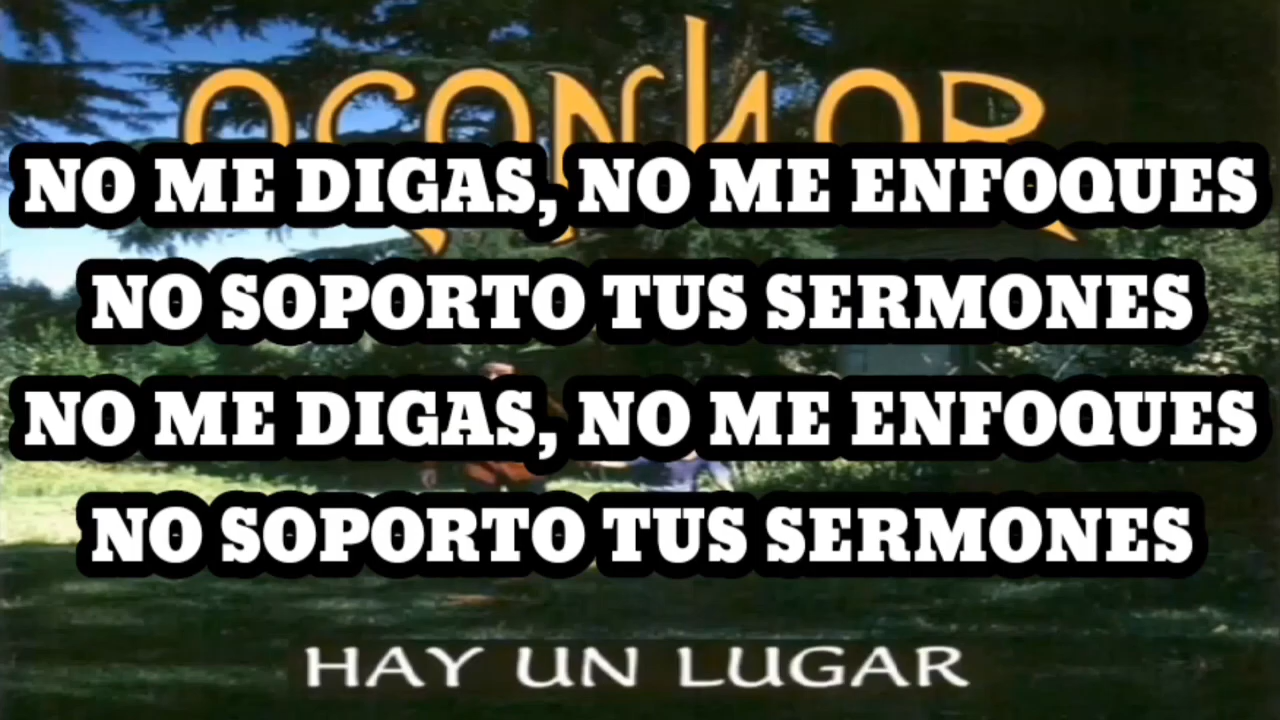 OCONNOR
NO ME DIGAS, NO ME ENFOQUES
NO SOPORTO TUS SERMONES
NO ME DIGAS, NO ME ENFOQUES
NO SOPORTO TUS SERMONES
HAY UN LUGAR